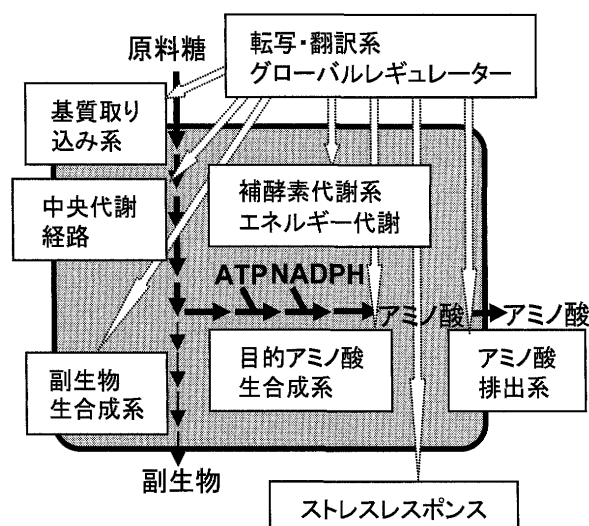 原料糖
転写・翻訳系
グローバルレギュレーター
基質取り
込み系
中央代謝
経路
補酵素代謝系
エネルギー代謝
ATP NADPH
アミノ酸
アミノ酸
副生物
生合成系
目的アミノ酸
生合成系
アミノ酸
排出系
副生物
ストレスレスポンス